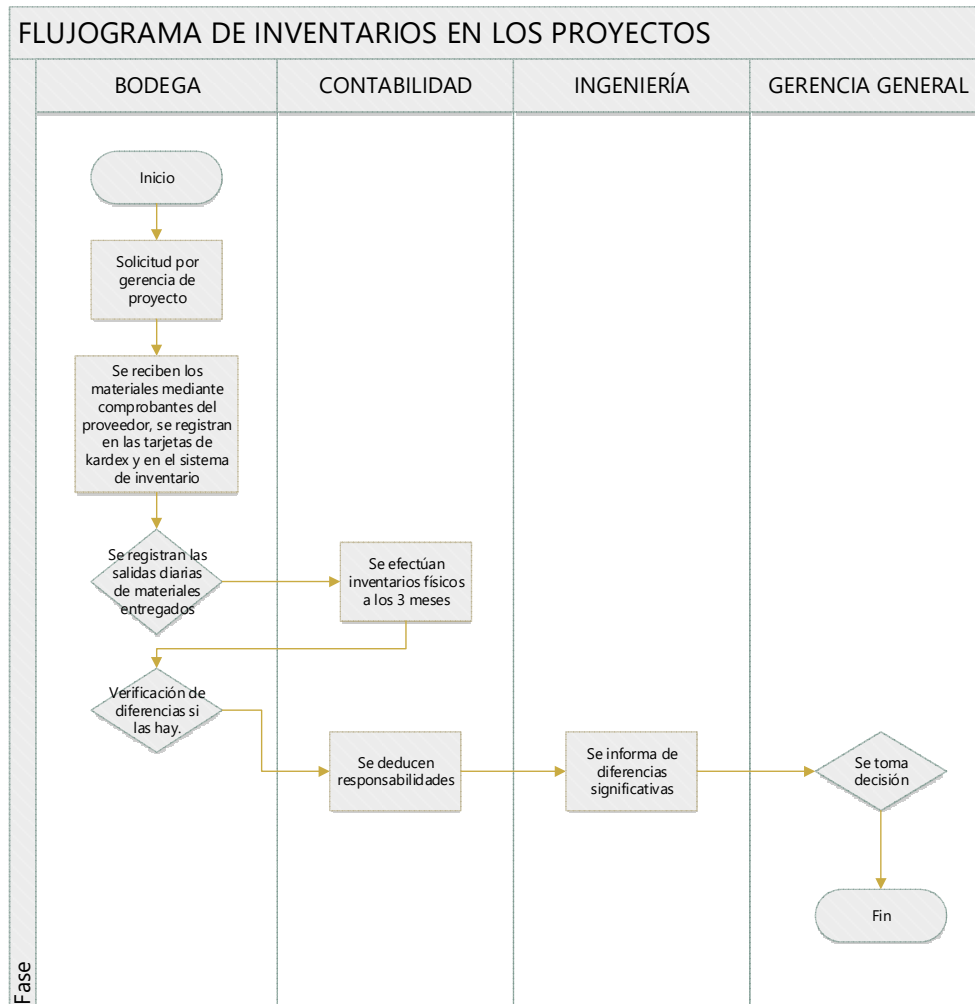 FLUJOGRAMA DE INVENTARIOS EN LOS PROYECTOS
BODEGA
CONTABILIDAD
INGENIERÍA
GERENCIA GENERAL
Inicio
Solicitud por
gerencia de
proyecto
Se reciben los
materiales mediante
comprobantes del
proveedor, se registran
en las tarjetas de
kardex y en el sistema
de inventario
Se registran las
salidas diarias
de materiales
entregados
Se efectúan
inventarios físicos
a los 3 meses
Verificación de
diferencias si
las hay.
Se deducen
responsabilidades
Se informa de
diferencias
significativas
Se toma
decisión
Fin
Fase